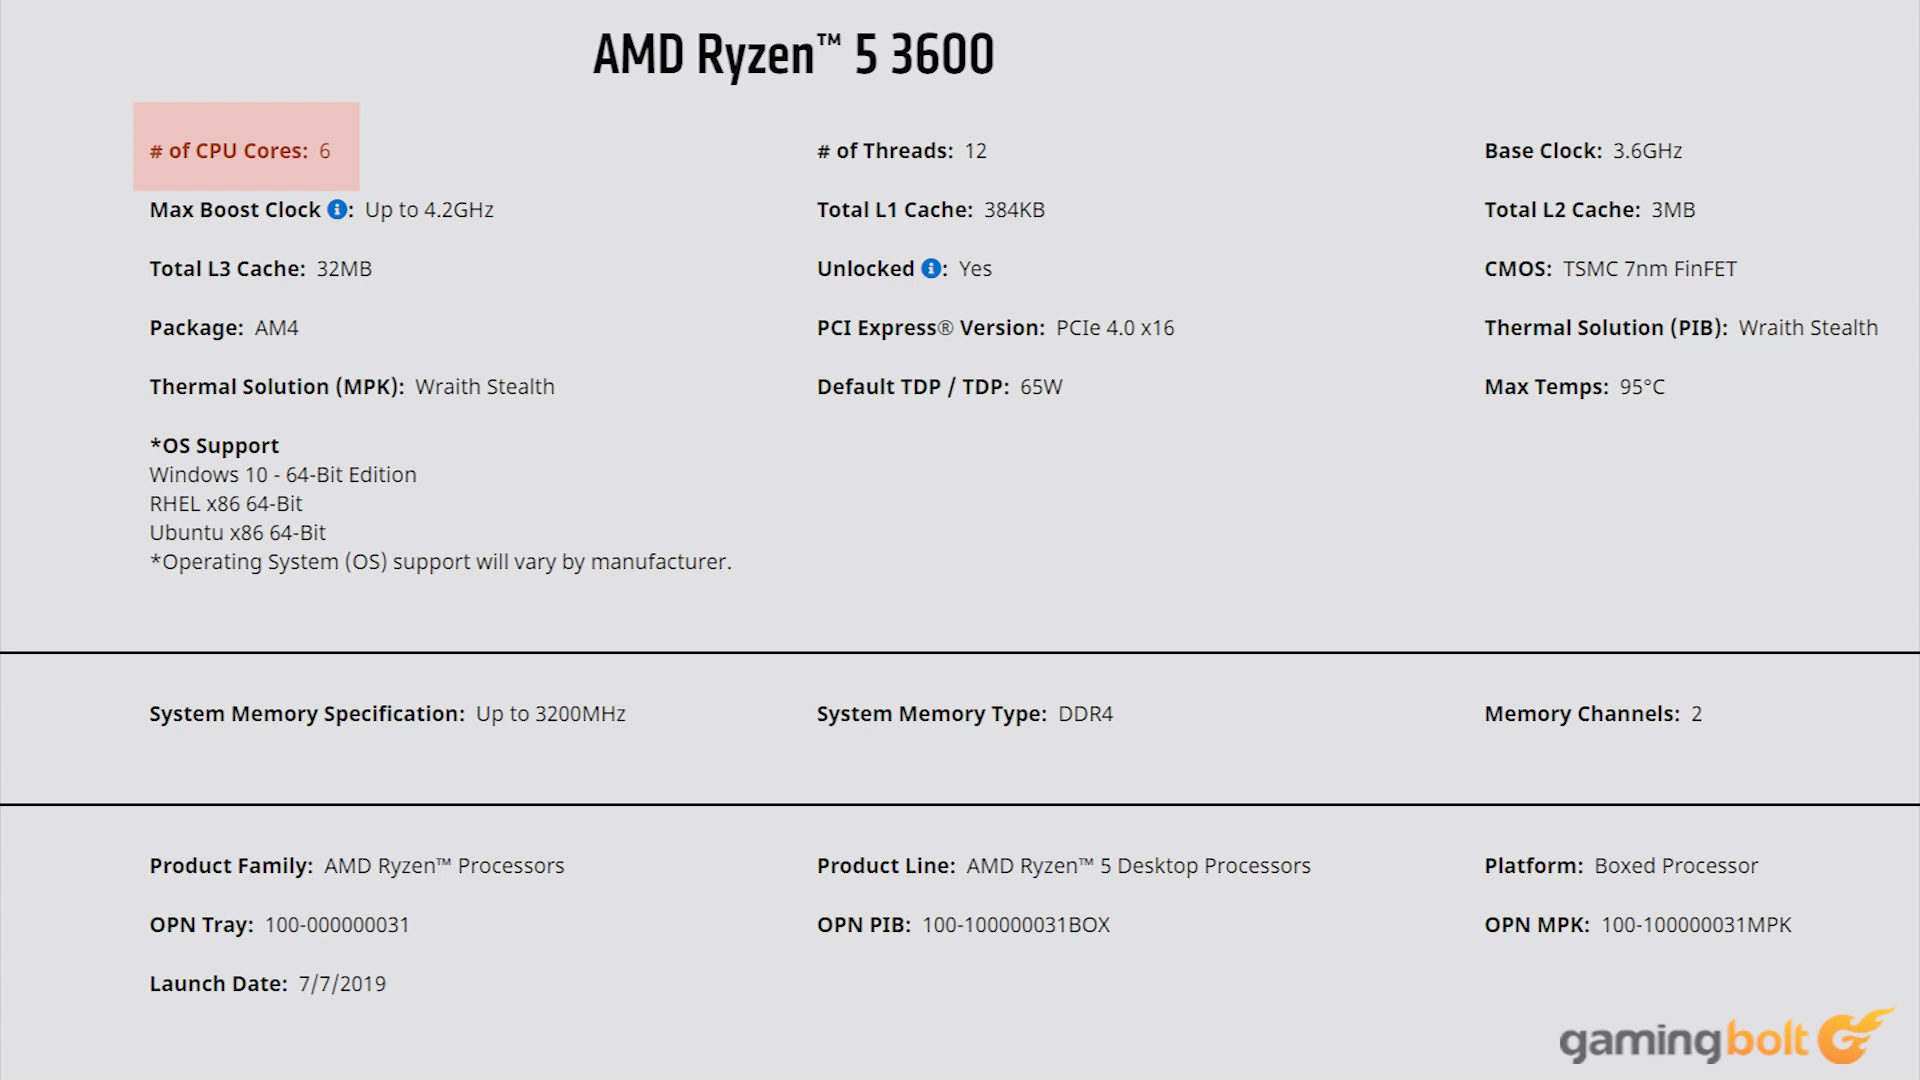 AMD Ryzen™ 5 3600
# of CPU Cores: 6
# of Threads: 12
Base Clock: 3.6GHz
Max Boost Clock i: Up to 4.2GHz
Total L1 Cache: 384KB
Total L2 Cache: 3MB
Total L3 Cache: 32MB
Unlocked i: Yes
CMOS: TSMC 7nm FinFET
Package: AM4
PCI Express® Version: PCIe 4.0 x16
Thermal Solution (PIB): Wraith Stealth
Thermal Solution (MPK): Wraith Stealth
Default TDP / TDP: 65W
Max Temps: 95°C
*OS Support
Windows 10 - 64-Bit Edition
RHEL x86 64-Bit
Ubuntu x86 64-Bit
*Operating System (OS) support will vary by manufacturer.
System Memory Specification: Up to 3200MHz
System Memory Type: DDR4
Memory Channels: 2
Product Family: AMD Ryzen™ Processors
Product Line: AMD Ryzen™ 5 Desktop Processors
Platform: Boxed Processor
OPN Tray: 100-000000031
OPN PIB: 100-100000031BOX
OPN MPK: 100-100000031MPK
Launch Date: 7/7/2019
gamingbolt